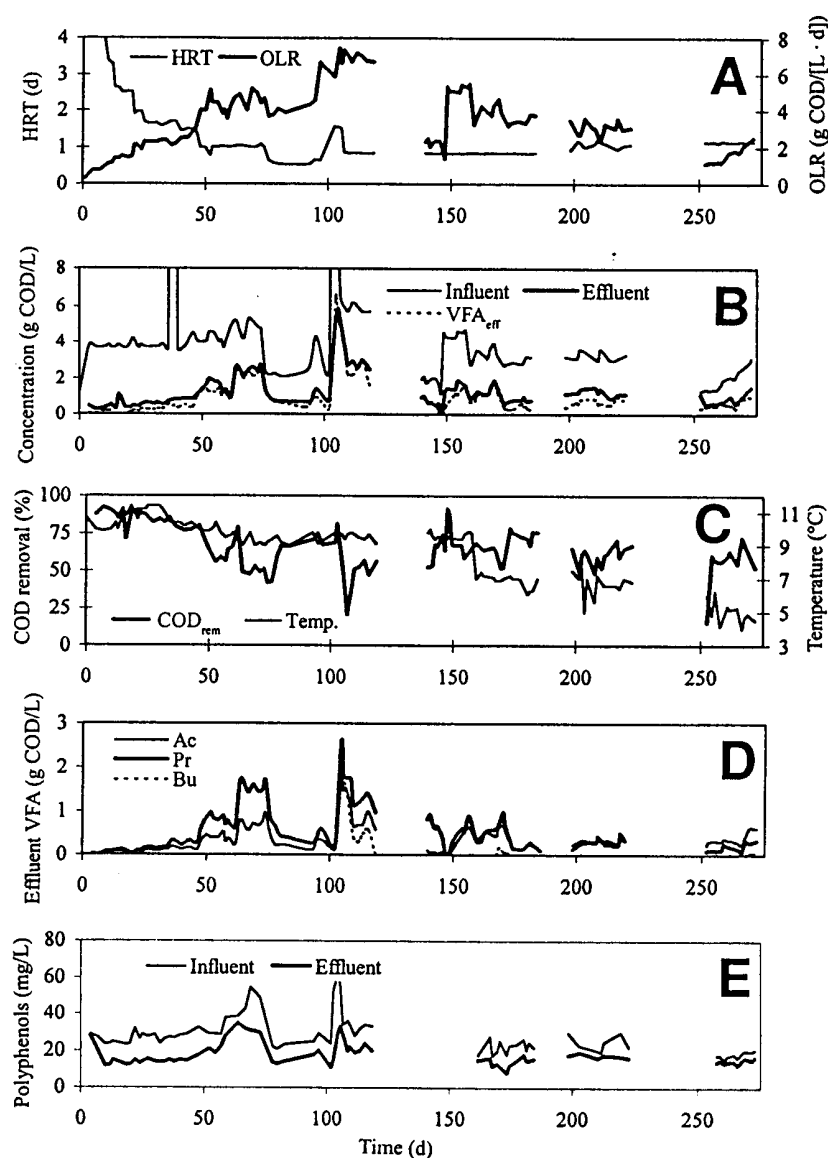 4
3
2
1
0
HRT (d)
HRT OLR
A
8
6
4
2
0
OLR (g COD/[L · d])
0 50 100 150 200 250
8
6
4
2
0
Concentration (g COD/L)
Influent Effluent
VFAeff
B
0 50 100 150 200 250
100
75
50
25
0
COD removal (%)
CODrem Temp.
C
11
9
7
5
3
Temperature (°C)
0 50 100 150 200 250
3
2
1
0
Effluent VFA (g COD/L)
Ac
Pr
Bu
D
0 50 100 150 200 250
80
60
40
20
0
Polyphenols (mg/L)
Influent Effluent
E
0 50 100 150 200 250
Time (d)